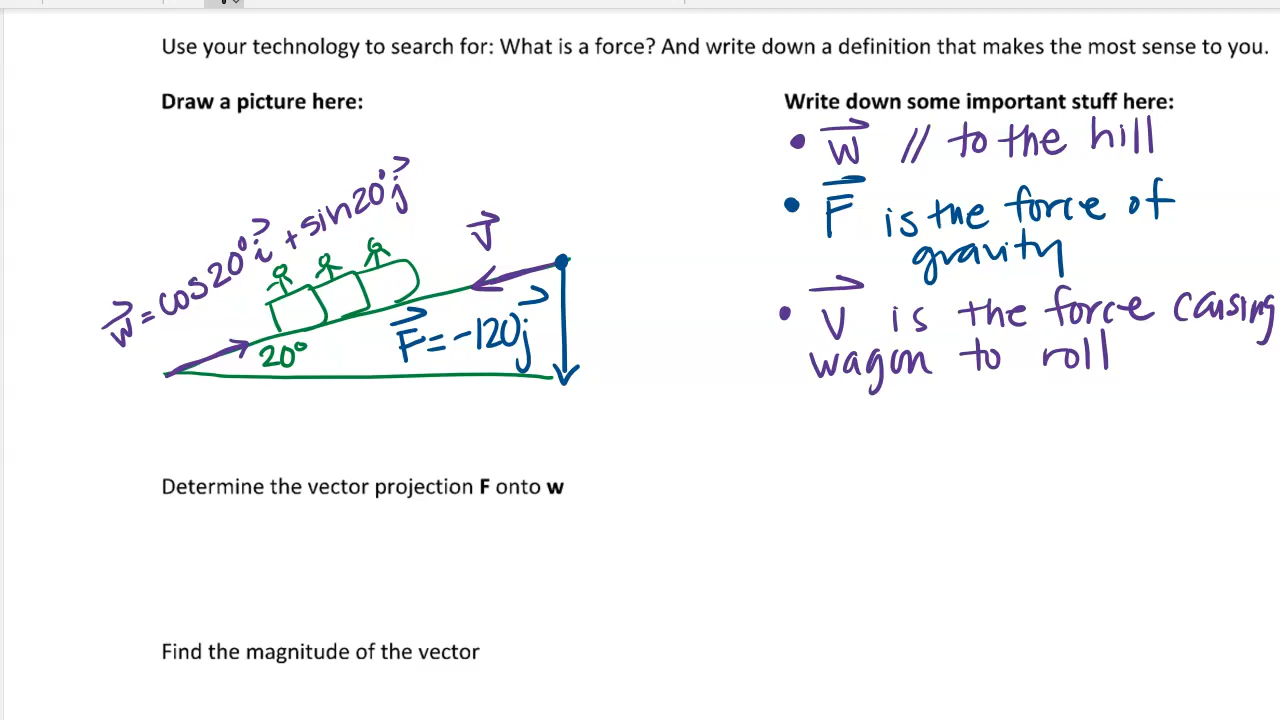 Use your technology to search for: What is a force? And write down a definition that makes the most sense to you.
Draw a picture here:
w⃗ = cos20°i⃗ + sin20°j⃗
v⃗
20°
F⃗ = -120j⃗
Write down some important stuff here:
• w⃗ // to the hill
• F⃗ is the force of
gravity
• v⃗ is the force causing
wagon to roll
Determine the vector projection F onto w
Find the magnitude of the vector